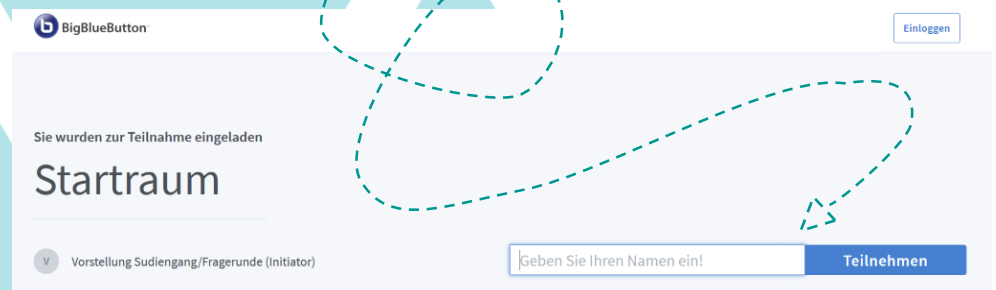 BigBlueButton
Einloggen
Sie wurden zur Teilnahme eingeladen
Startraum
V
Vorstellung Sudiengang/Fragerunde (Initiator)
Geben Sie Ihren Namen ein!
Teilnehmen